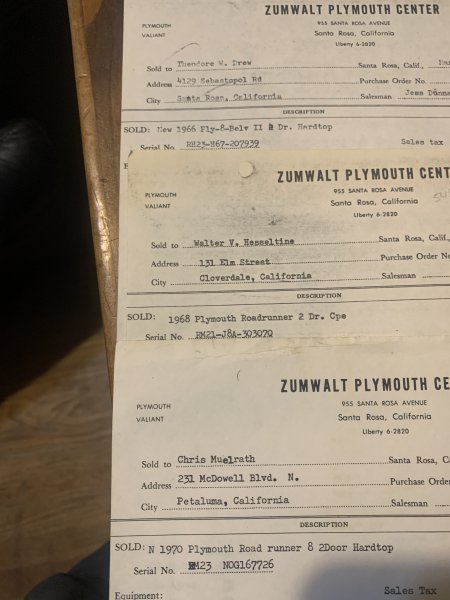 ZUMWALT PLYMOUTH CENTER
PLYMOUTH
VALIANT
955 SANTA ROSA AVENUE
Santa Rosa, California
Liberty 6-2820
Sold to Theodore W. Drew Santa Rosa, Calif.,
Address 4129 Sebastopol Rd Purchase Order No.
City Santa Rosa, California Salesman Jess
DESCRIPTION
SOLD: New 1966 Ply-8-Belv II 2 Dr. Hardtop
Serial No. RH23-H67-207939 Sales tax
ZUMWALT PLYMOUTH CENT
PLYMOUTH
VALIANT
955 SANTA ROSA AVENUE
Santa Rosa, California
Liberty 6-2820
Sold to Walter V. Hesseltine Santa Rosa, Calif.,
Address 131 Elm Street Purchase Order No
City Cloverdale, California Salesman
DESCRIPTION
SOLD: 1968 Plymouth Roadrunner 2 Dr. Cpe
Serial No. RM21-J8A-303070
ZUMWALT PLYMOUTH CE
PLYMOUTH
VALIANT
955 SANTA ROSA AVENUE
Santa Rosa, California
Liberty 6-2820
Sold to Chris Muelrath Santa Rosa, C
Address 231 McDowell Blvd. N. Purchase Order
City Petaluma, California Salesman
DESCRIPTION
SOLD: N 1970 Plymouth Road runner 8 2Door Hardtop
Serial No. RM23 NOG167726
Equipment: Sales Tax